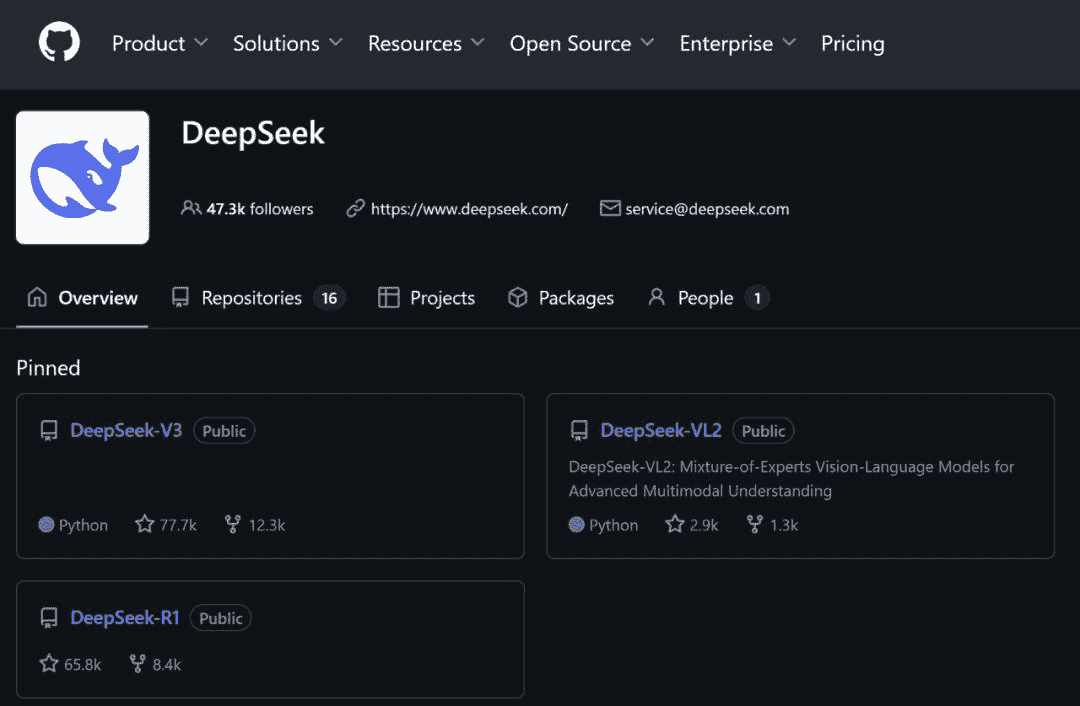 Product Solutions Resources Open Source Enterprise Pricing
DeepSeek
47.3k followers https://www.deepseek.com/ service@deepseek.com
Overview Repositories 16 Projects Packages People 1
Pinned
DeepSeek-V3 Public
Python 77.7k 12.3k
DeepSeek-VL2 Public
DeepSeek-VL2: Mixture-of-Experts Vision-Language Models for
Advanced Multimodal Understanding
Python 2.9k 1.3k
DeepSeek-R1 Public
65.8k 8.4k